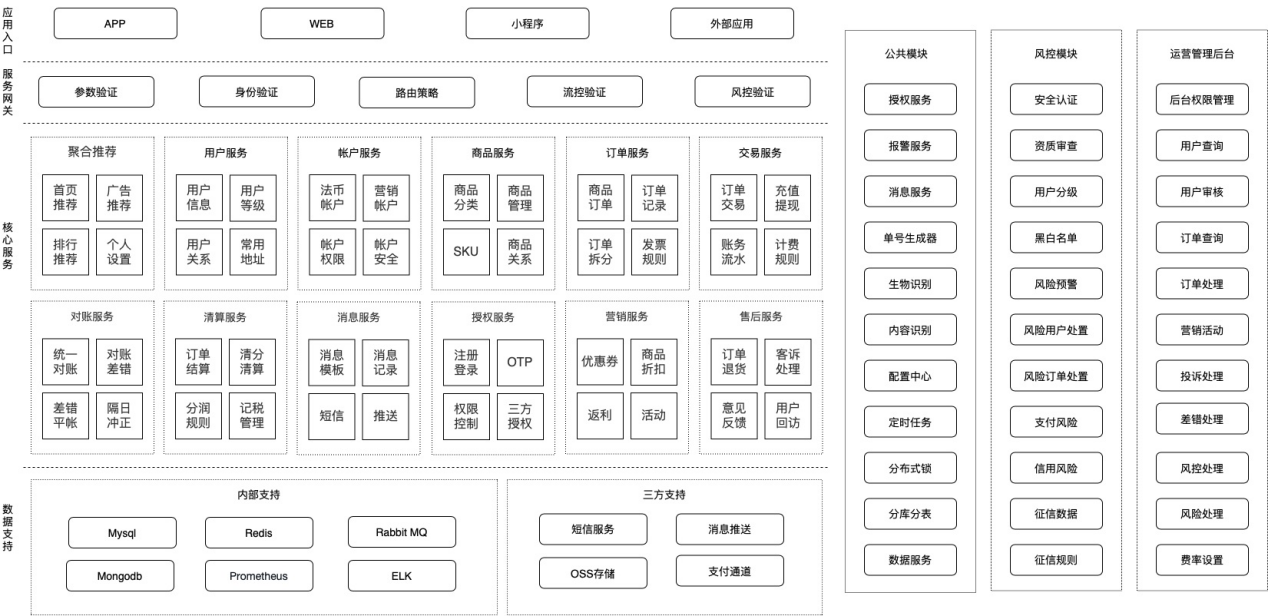 应用入口
APP
WEB
小程序
外部应用
服务网关
参数验证
身份验证
路由策略
流控验证
风控验证
核心服务
聚合推荐
首页
推荐
广告
推荐
排行
推荐
个人
设置
用户服务
用户
信息
用户
等级
用户
关系
常用
地址
帐户服务
法币
帐户
营销
帐户
帐户
权限
帐户
安全
商品服务
商品
分类
商品
管理
SKU
商品
关系
订单服务
商品
订单
订单
记录
订单
拆分
发票
规则
交易服务
订单
交易
充值
提现
账务
流水
计费
规则
对账服务
统一
对账
对账
差错
差错
平帐
隔日
冲正
清算服务
订单
结算
清分
清算
分润
规则
记税
管理
消息服务
消息
模板
消息
记录
短信
推送
授权服务
注册
登录
OTP
权限
控制
三方
授权
营销服务
优惠券
商品
折扣
返利
活动
售后服务
订单
退货
客诉
处理
意见
反馈
用户
回访
数据支持
内部支持
Mysql
Redis
Rabbit MQ
Mongodb
Prometheus
ELK
三方支持
短信服务
消息推送
OSS存储
支付通道
公共模块
授权服务
报警服务
消息服务
单号生成器
生物识别
内容识别
配置中心
定时任务
分布式锁
分库分表
数据服务
风控模块
安全认证
资质审查
用户分级
黑白名单
风险预警
风险用户处置
风险订单处置
支付风险
信用风险
征信数据
征信规则
运营管理后台
后台权限管理
用户查询
用户审核
订单查询
订单处理
营销活动
投诉处理
差错处理
风控处理
风险处理
费率设置